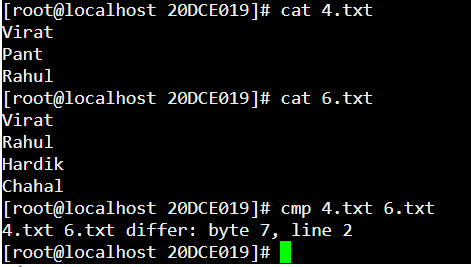 [root@localhost 20DCE019]# cat 4.txt
Virat
Pant
Rahul
[root@localhost 20DCE019]# cat 6.txt
Virat
Rahul
Hardik
Chahal
[root@localhost 20DCE019]# cmp 4.txt 6.txt
4.txt 6.txt differ: byte 7, line 2
[root@localhost 20DCE019]#